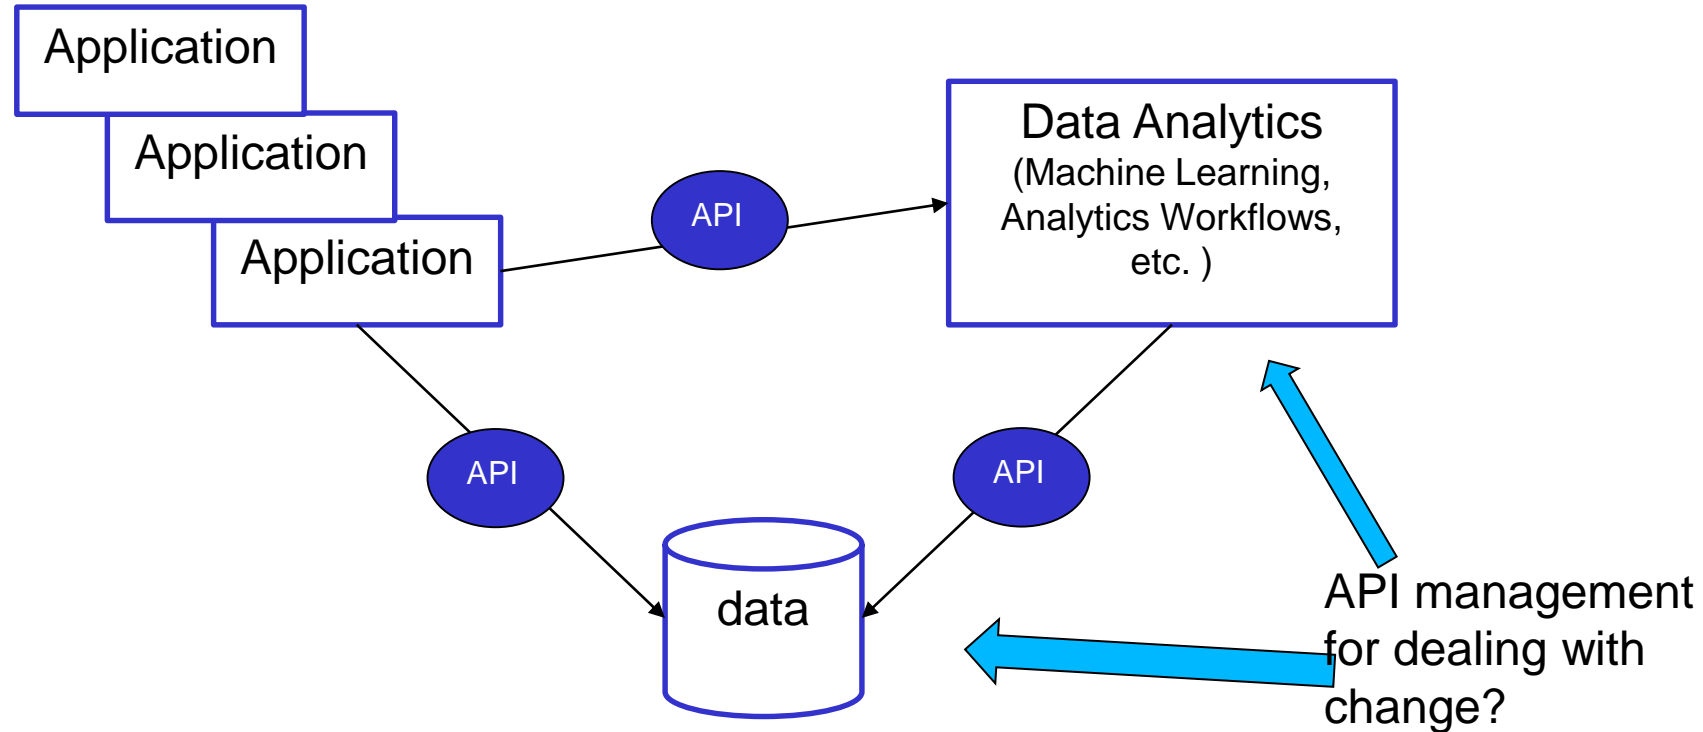 Application
Application
Application
API
Data Analytics
(Machine Learning,
Analytics Workflows,
etc. )
API
API
data
API management
for dealing with
change?